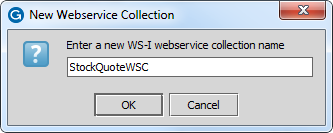 New Webservice Collection
Enter a new WS-I webservice collection name
StockQuoteWSC
OK
Cancel